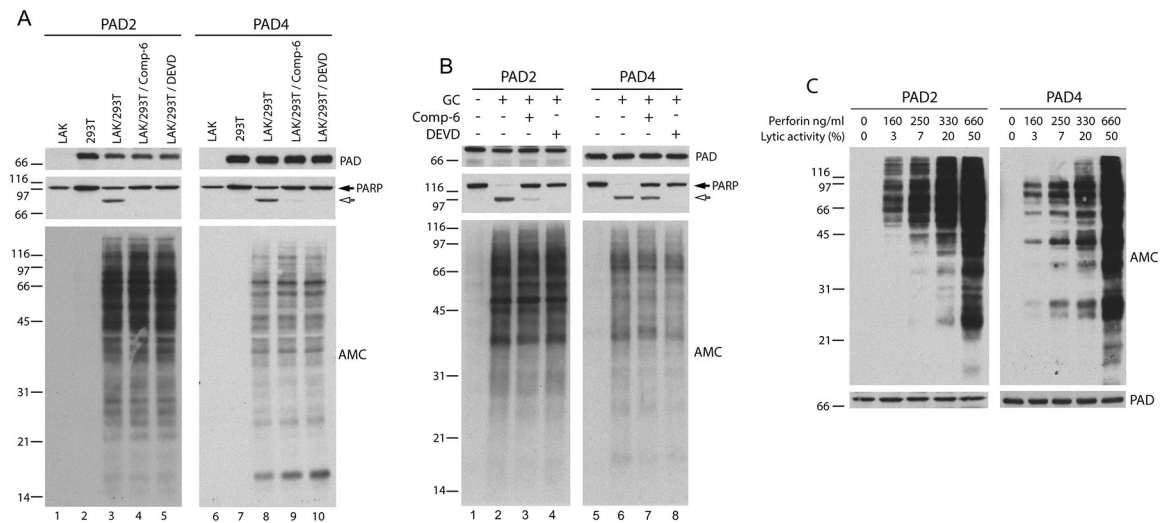 A
PAD2 PAD4
LAK 293T LAK/293T LAK/293T / Comp-6 LAK/293T / DEVD LAK 293T LAK/293T LAK/293T / Comp-6 LAK/293T / DEVD
66 PAD
116 PARP
97
66
116
97
66
45
AMC
31
21
14
1 2 3 4 5 6 7 8 9 10
B
PAD2 PAD4
GC - + + + - + + +
Comp-6 - - + - - - + -
DEVD - - - + - - - +
66 PAD
116 PARP
97
116
97
66
45
AMC
31
21
14
1 2 3 4 5 6 7 8
C
PAD2 PAD4
Perforin ng/ml 0 160 250 330 660 0 160 250 330 660
Lytic activity (%) 0 3 7 20 50 0 3 7 20 50
116
97
66
45
AMC
31
21
66 PAD